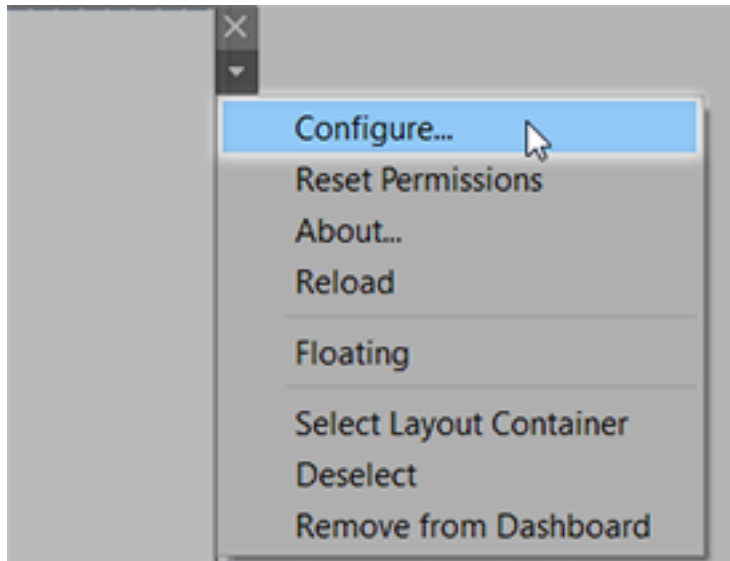 Configure...
Reset Permissions
About...
Reload
Floating
Select Layout Container
Deselect
Remove from Dashboard